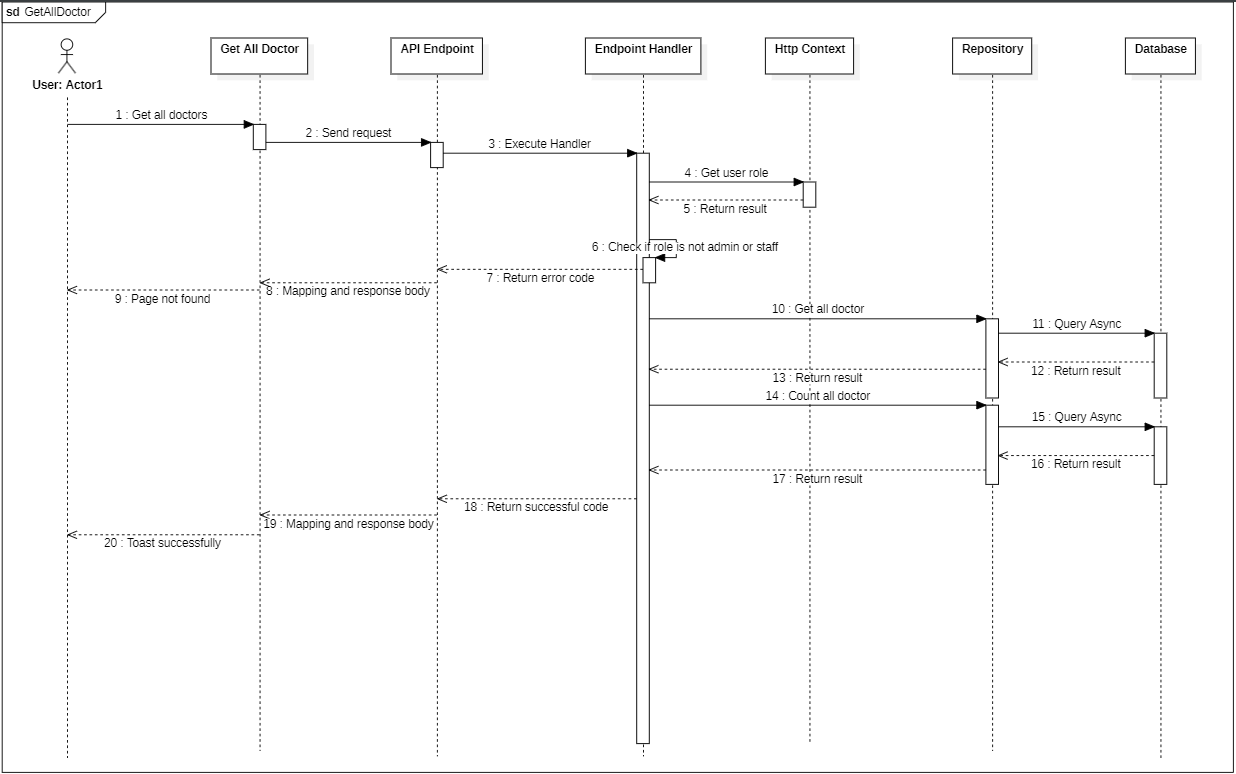 sd GetAllDoctor
User: Actor1
Get All Doctor
API Endpoint
Endpoint Handler
Http Context
Repository
Database
1 : Get all doctors
2 : Send request
3 : Execute Handler
4 : Get user role
5 : Return result
6 : Check if role is not admin or staff
7 : Return error code
8 : Mapping and response body
9 : Page not found
10 : Get all doctor
11 : Query Async
12 : Return result
13 : Return result
14 : Count all doctor
15 : Query Async
16 : Return result
17 : Return result
18 : Return successful code
19 : Mapping and response body
20 : Toast successfully